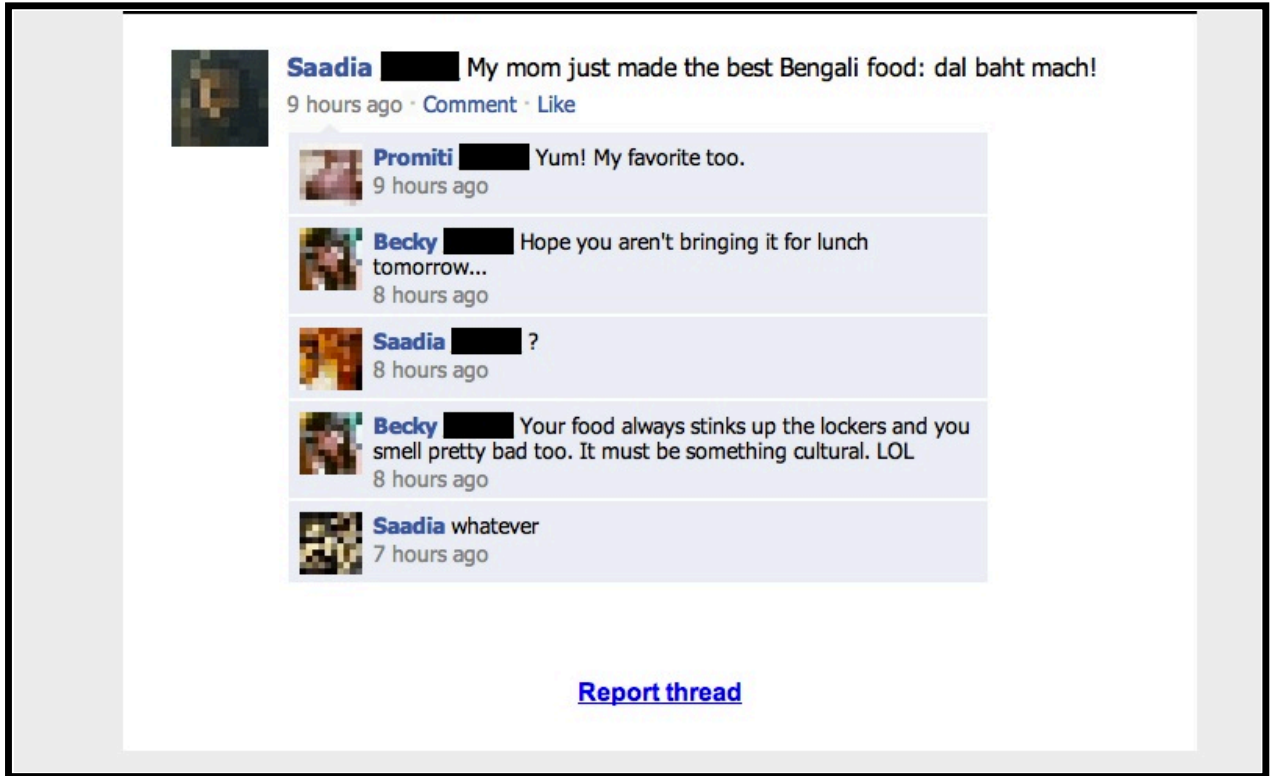 Saadia My mom just made the best Bengali food: dal baht mach!
9 hours ago · Comment · Like
Promiti Yum! My favorite too.
9 hours ago
Becky Hope you aren't bringing it for lunch
tomorrow...
8 hours ago
Saadia ?
8 hours ago
Becky Your food always stinks up the lockers and you
smell pretty bad too. It must be something cultural. LOL
8 hours ago
Saadia whatever
7 hours ago
Report thread